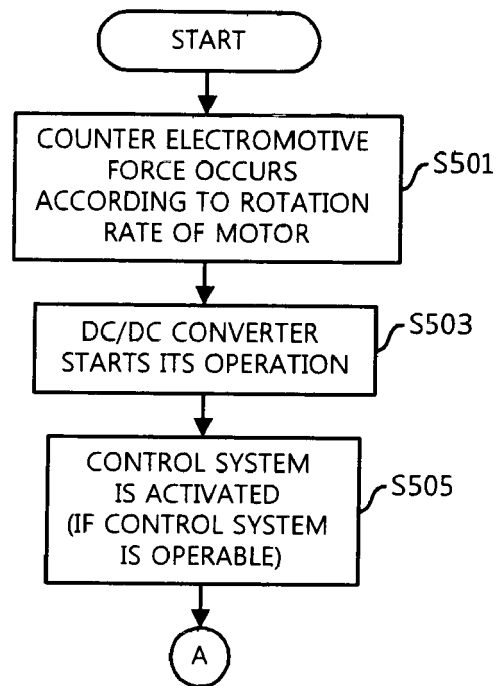 START
COUNTER ELECTROMOTIVE
FORCE OCCURS
ACCORDING TO ROTATION
RATE OF MOTOR
S501
DC/DC CONVERTER
STARTS ITS OPERATION
S503
CONTROL SYSTEM
IS ACTIVATED
(IF CONTROL SYSTEM
IS OPERABLE)
S505
A